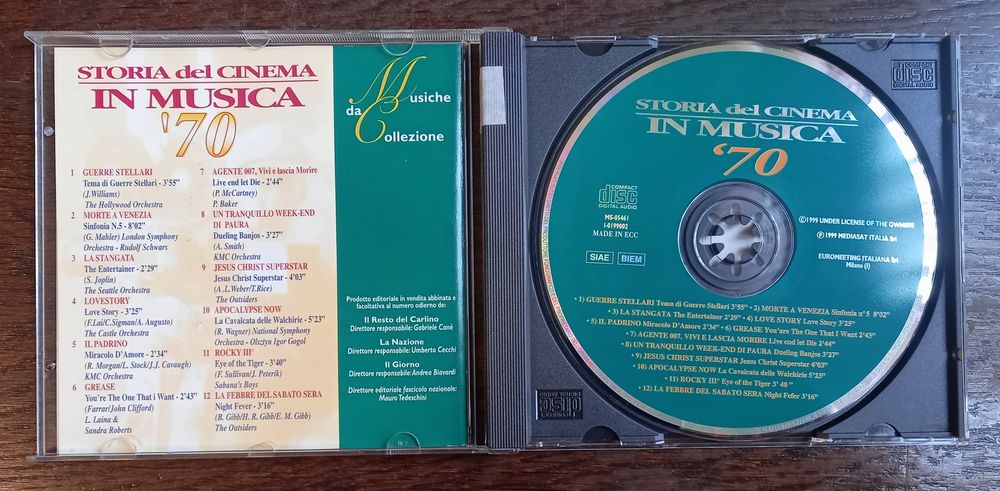 STORIA del CINEMA
IN MUSICA
'70
1 GUERRE STELLARI
Tema di Guerre Stellari - 3'55"
(J.Williams)
The Hollywood Orchestra
2 MORTE A VENEZIA
Sinfonia N.5 - 8'02"
(G. Mahler) London Symphony
Orchestra - Rudolf Schwars
3 LA STANGATA
The Entertainer - 2'29"
(S. Joplin)
The Seattle Orchestra
4 LOVESTORY
Love Story - 3'25"
(F.Lai/C.Sigman/A. Augusto)
The Castle Orchestra
5 IL PADRINO
Miracolo D'Amore - 2'34"
(R. Morgan/L. Stock/J.J. Cavaugh)
KMC Orchestra
6 GREASE
You're The One That I Want - 2'43"
(Farrar/John Clifford)
L. Laina &
Sandra Roberts
7 AGENTE 007, Vivi e lascia Morire
Live end let Die - 2'44"
(P. McCartney)
P. Baker
8 UN TRANQUILLO WEEK-END
DI PAURA
Dueling Banjos - 3'27"
(A. Smith)
KMC Orchestra
9 JESUS CHRIST SUPERSTAR
Jesus Christ Superstar - 4'03"
(A.L.Weber/T.Rice)
The Outsiders
10 APOCALYPSE NOW
La Cavalcata delle Walchirie - 5'23"
(R. Wagner) National Symphony
Orchestra - Olsztyn Igor Gogol
11 ROCKY III°
Eye of the Tiger - 3'40"
(F. Sullivan/J. Peterik)
Sabana's Boys
12 LA FEBBRE DEL SABATO SERA
Night Fever - 3'16"
(B. Gibb/H. Gribb/E. M. Gibb)
The Outsiders
Musiche
da
Collezione
Prodotto editoriale in vendita abbinata e
facoltativa al numero odierno de:
Il Resto del Carlino
Direttore responsabile: Gabriele Canè
La Nazione
Direttore responsabile: Umberto Cecchi
Il Giorno
Direttore responsabile: Andrea Biavardi
Direttore editoriale fascicolo nazionale:
Mauro Tedeschini
COMPACT
disc
DIGITAL AUDIO
STORIA del CINEMA
IN MUSICA
'70
COMPACT
disc
DIGITAL AUDIO
MS-05461
I-0199002
MADE IN ECC
SIAE BIEM
©1999 UNDER LICENSE OF THE OWNERE
℗ 1999 MEDIASAT ITALIA Srl
EUROMEETING ITALIANA Srl
Milano (I)
• 1) GUERRE STELLARI Tema di Guerre Stellari 3'55" • 2) MORTE A VENEZIA Sinfonia n°5 8'02"
• 3) LA STANGATA The Entertainer 2'29" • 4) LOVE STORY Love Story 3'25"
• 5) IL PADRINO Miracolo D'Amore 2'34" • 6) GREASE You'are The One That I Want 2'43"
• 7) AGENTE 007, VIVI E LASCIA MORIRE Live end let Die 2'44"
• 8) UN TRANQUILLO WEEK-END DI PAURA Dueling Banjos 3'27"
• 9) JESUS CHRIST SUPERSTAR Jesus Christ Superstar 4'03"
• 10) APOCALYPSE NOW La Cavalcata delle Walchirie 5'23"
• 11) ROCKY III° Eye of the Tiger 3' 40 "
• 12) LA FEBBRE DEL SABATO SERA Night Fefer 3'16"
COMPACT
disc
DIGITAL AUDIO